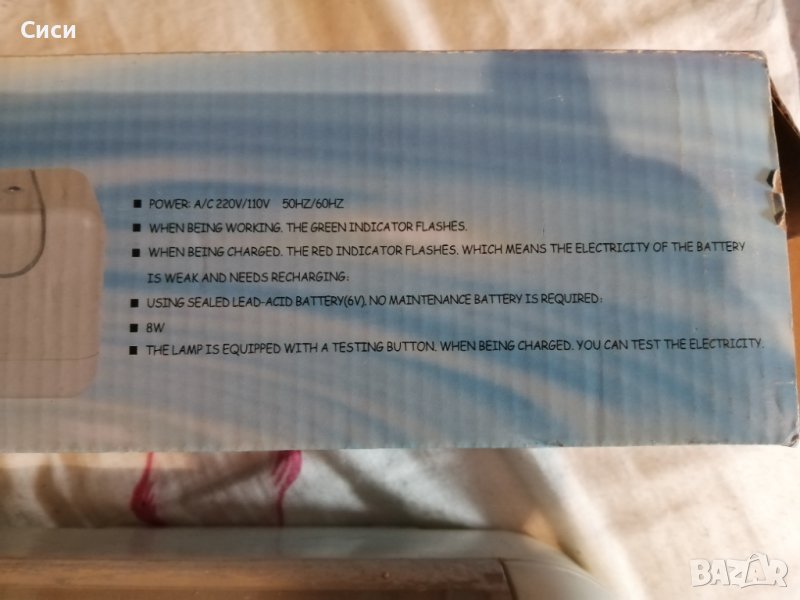 Сиси
■ POWER: A/C 220V/110V 50HZ/60HZ
■ WHEN BEING WORKING. THE GREEN INDICATOR FLASHES.
■ WHEN BEING CHARGED. THE RED INDICATOR FLASHES. WHICH MEANS THE ELECTRICITY OF THE BATTERY
IS WEAK AND NEEDS RECHARGING:
■ USING SEALED LEAD-ACID BATTERY(6V), NO MAINTENANCE BATTERY IS REQUIRED:
■ 8W
■ THE LAMP IS EQUIPPED WITH A TESTING BUTTON. WHEN BEING CHARGED. YOU CAN TEST THE ELECTRICITY.
BAZAR